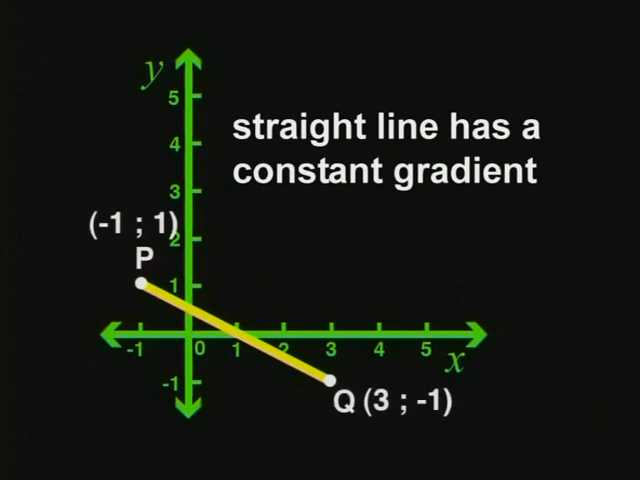 y
5
straight line has a
4
constant gradient
3
(-1 ; 1)
2
P
1
-1 0 1 2 3 4 5 x
-1
Q (3 ; -1)